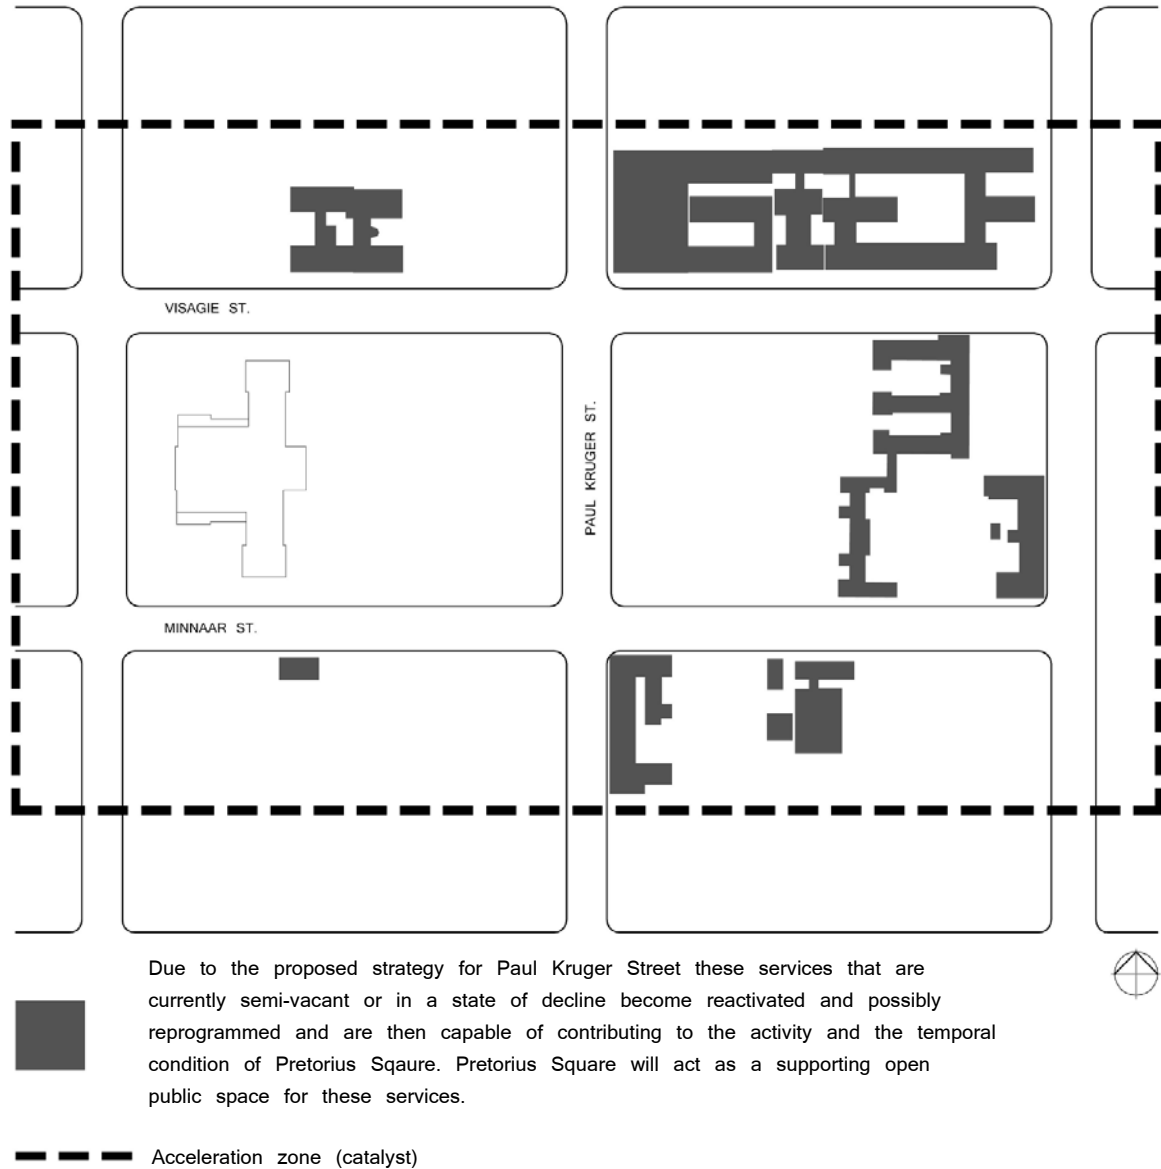 VISAGIE ST.
PAUL KRUGER ST.
MINNAAR ST.
Due to the proposed strategy for Paul Kruger Street these services that are
currently semi-vacant or in a state of decline become reactivated and possibly
reprogrammed and are then capable of contributing to the activity and the temporal
condition of Pretorius Sqaure. Pretorius Square will act as a supporting open
public space for these services.
Acceleration zone (catalyst)